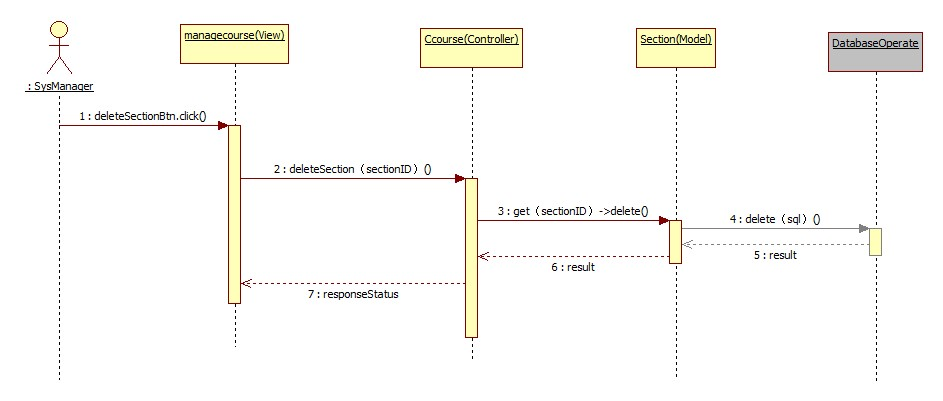 managecourse(View)
Ccourse(Controller)
Section(Model)
DatabaseOperate
: SysManager
1 : deleteSectionBtn.click()
2 : deleteSection（sectionID）()
3 : get（sectionID）->delete()
4 : delete（sql）()
5 : result
6 : result
7 : responseStatus